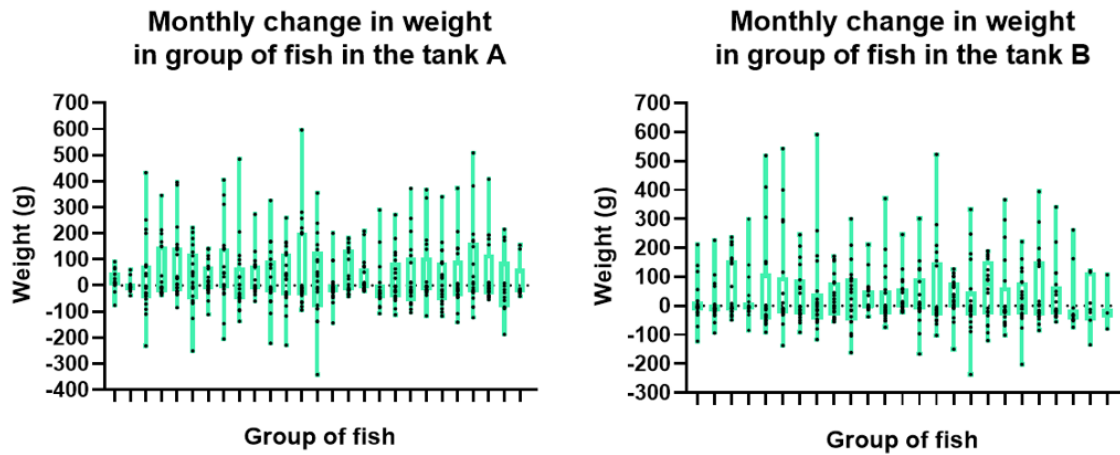 Monthly change in weight
in group of fish in the tank A
700
600
500
400
300
200
100
0
-100
-200
-300
-400
Weight (g)
Group of fish
Monthly change in weight
in group of fish in the tank B
700
600
500
400
300
200
100
0
-100
-200
-300
Weight (g)
Group of fish